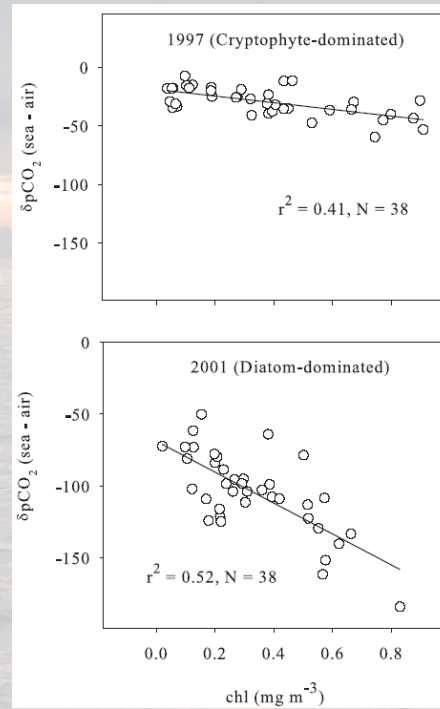 1997 (Cryptophyte-dominated)
0
-50
-100
-150
δpCO₂ (sea - air)
r² = 0.41, N = 38
2001 (Diatom-dominated)
0
-50
-100
-150
δpCO₂ (sea - air)
r² = 0.52, N = 38
0.0 0.2 0.4 0.6 0.8
chl (mg m⁻³)